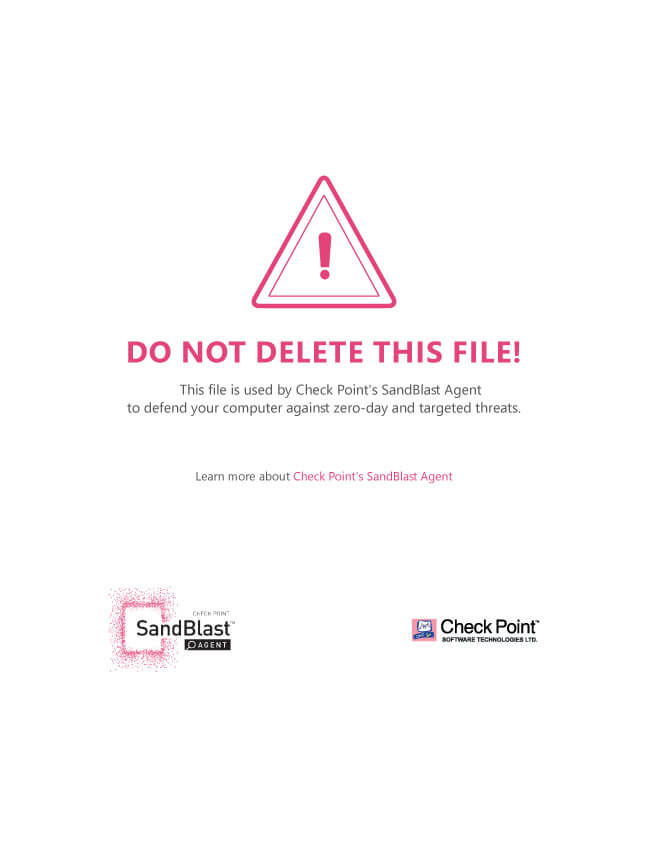 !
DO NOT DELETE THIS FILE!
This file is used by Check Point's SandBlast Agent
to defend your computer against zero-day and targeted threats.
Learn more about Check Point's SandBlast Agent
CHECK POINT™
SandBlast™
AGENT
Check Point™
SOFTWARE TECHNOLOGIES LTD.